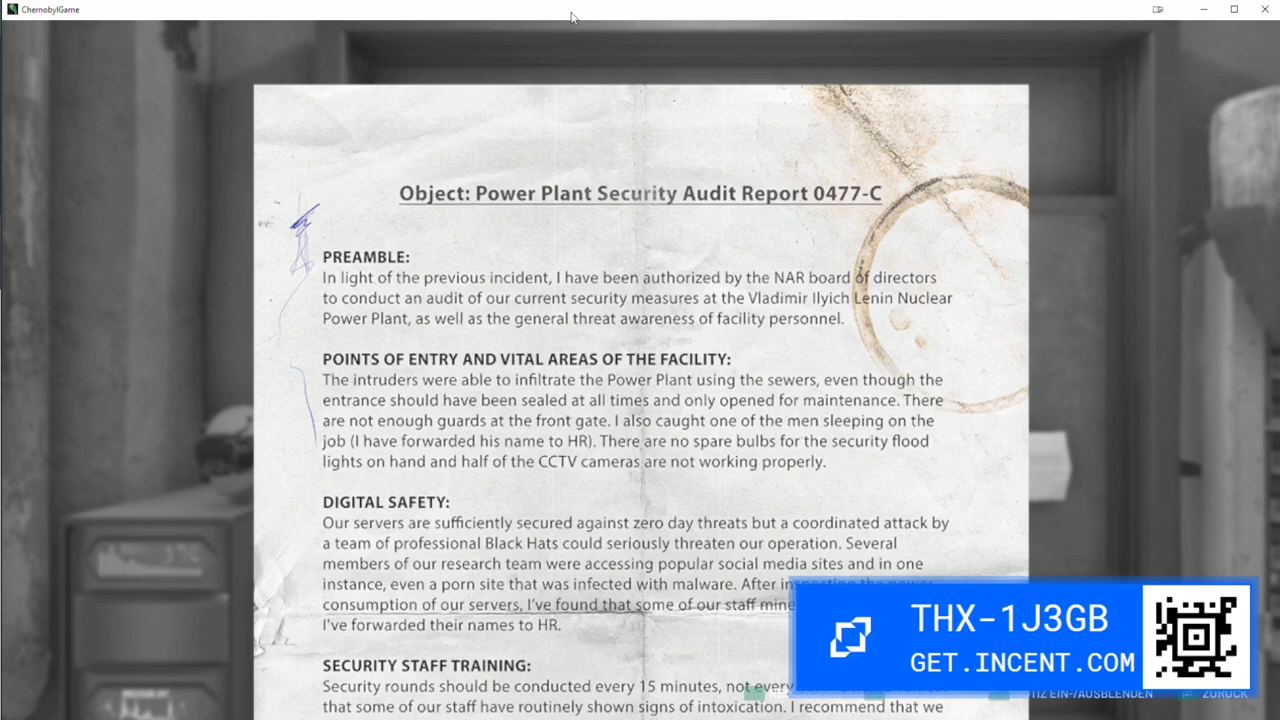 ChernobylGame
Object: Power Plant Security Audit Report 0477-C
PREAMBLE:
In light of the previous incident, I have been authorized by the NAR board of directors
to conduct an audit of our current security measures at the Vladimir Ilyich Lenin Nuclear
Power Plant, as well as the general threat awareness of facility personnel.
POINTS OF ENTRY AND VITAL AREAS OF THE FACILITY:
The intruders were able to infiltrate the Power Plant using the sewers, even though the
entrance should have been sealed at all times and only opened for maintenance. There
are not enough guards at the front gate. I also caught one of the men sleeping on the
job (I have forwarded his name to HR). There are no spare bulbs for the security flood
lights on hand and half of the CCTV cameras are not working properly.
DIGITAL SAFETY:
Our servers are sufficiently secured against zero day threats but a coordinated attack by
a team of professional Black Hats could seriously threaten our operation. Several
members of our research team were accessing popular social media sites and in one
instance, even a porn site that was infected with malware. After inspecting the power
consumption of our servers, I've found that some of our staff mine
I've forwarded their names to HR.
SECURITY STAFF TRAINING:
Security rounds should be conducted every 15 minutes, not every
that some of our staff have routinely shown signs of intoxication. I recommend that we
THX-1J3GB
GET.INCENT.COM
EIN-/AUSBLENDEN
ZURÜCK